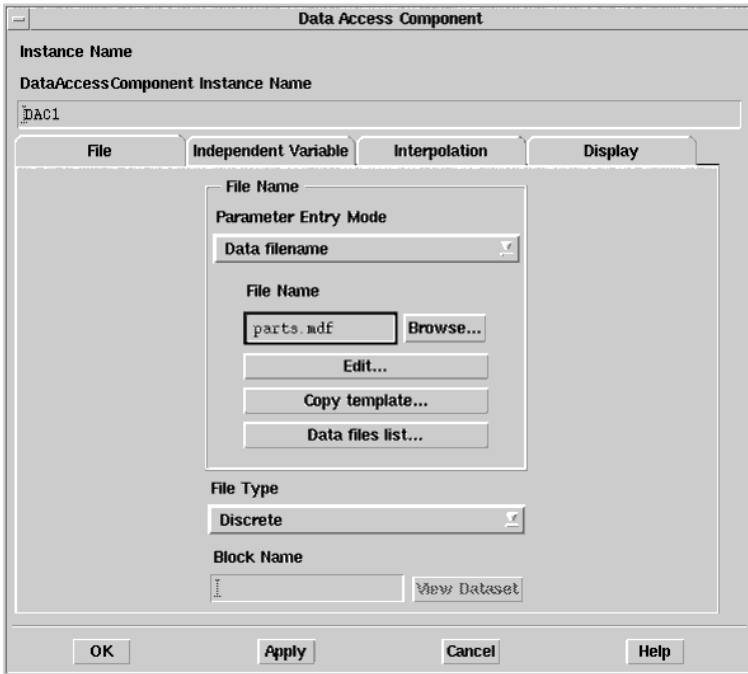 Data Access Component
Instance Name
DataAccessComponent Instance Name
DAC1
File Independent Variable Interpolation Display
File Name
Parameter Entry Mode
Data filename
File Name
parts.mdf Browse...
Edit...
Copy template...
Data files list...
File Type
Discrete
Block Name
View Dataset
OK Apply Cancel Help